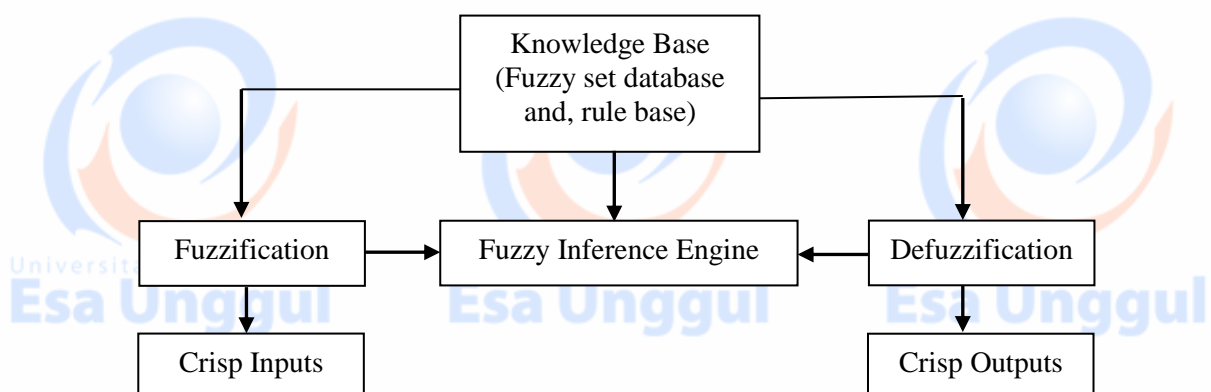 Knowledge Base
(Fuzzy set database
and, rule base)
Fuzzification
Fuzzy Inference Engine
Defuzzification
Universita
Esa Unggul
Esa Unggul
Esa Unggul
Crisp Inputs
Crisp Outputs